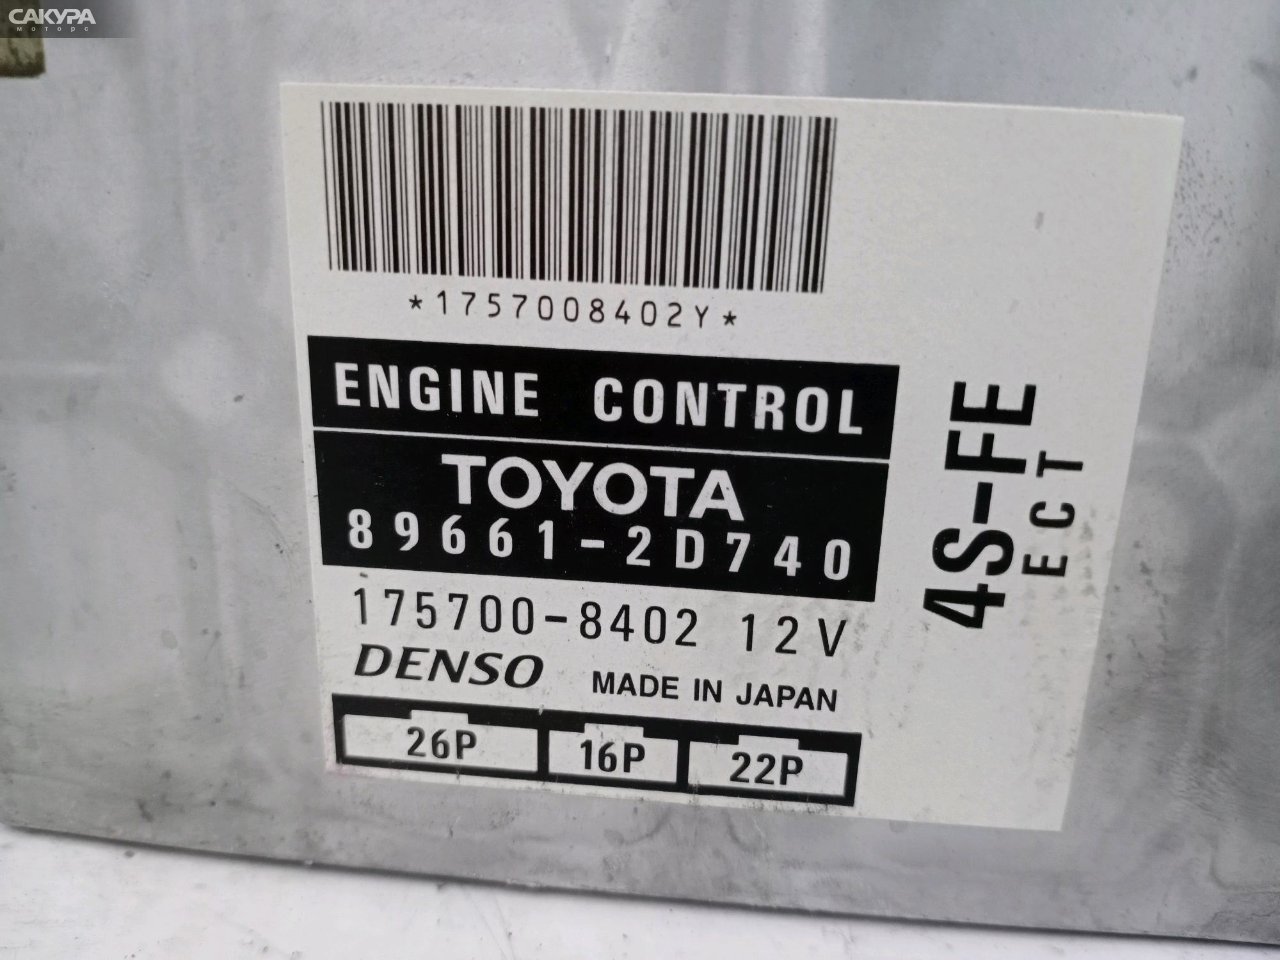 САКУРА
моторс
*1757008402Y*
ENGINE CONTROL
TOYOTA
89661-2D740
175700-8402 12V
DENSO MADE IN JAPAN
26P 16P 22P
4S-FE
ECT